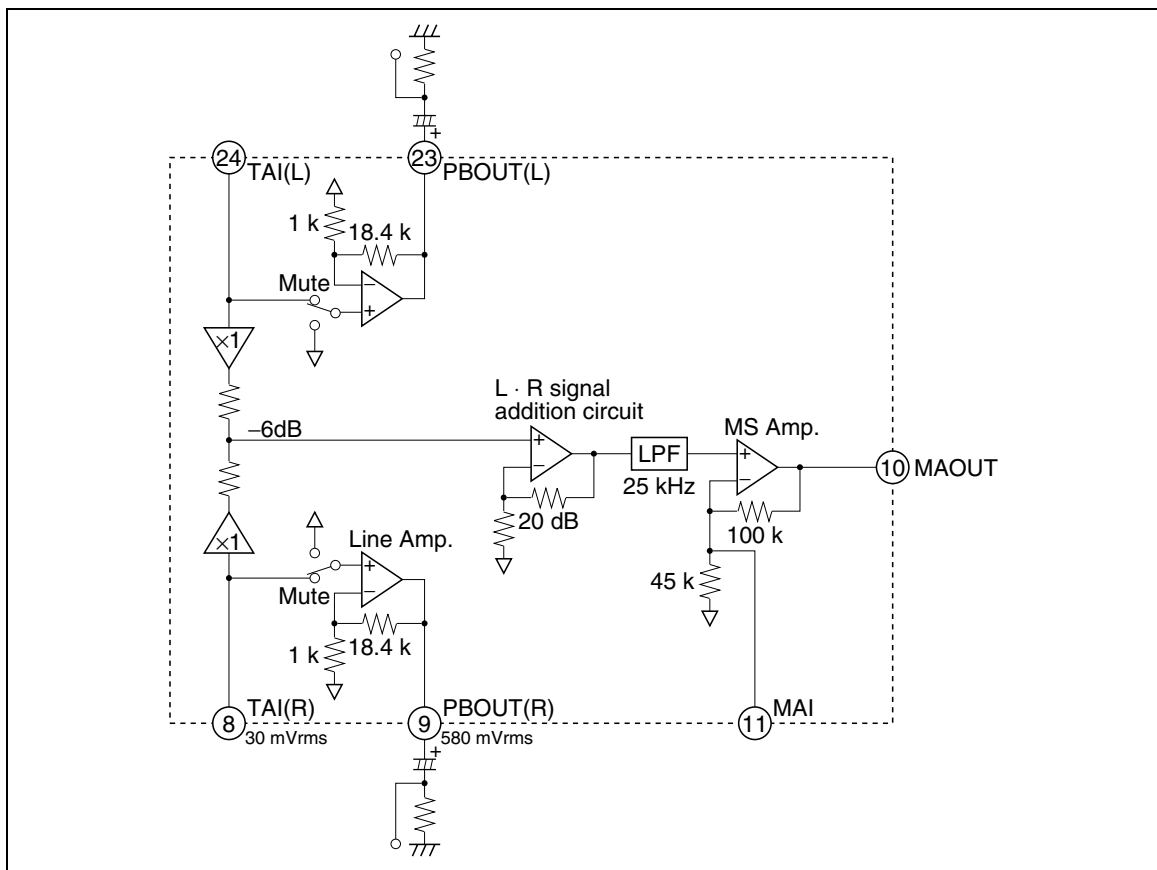 24
TAI(L)
23
PBOUT(L)
1 k
18.4 k
Mute
−
+
+
×1
−6dB
L · R signal
addition circuit
+
−
20 dB
LPF
25 kHz
MS Amp.
+
−
100 k
45 k
10
MAOUT
×1
Line Amp.
+
−
Mute
18.4 k
1 k
8
TAI(R)
30 mVrms
9
PBOUT(R)
580 mVrms
+
11
MAI